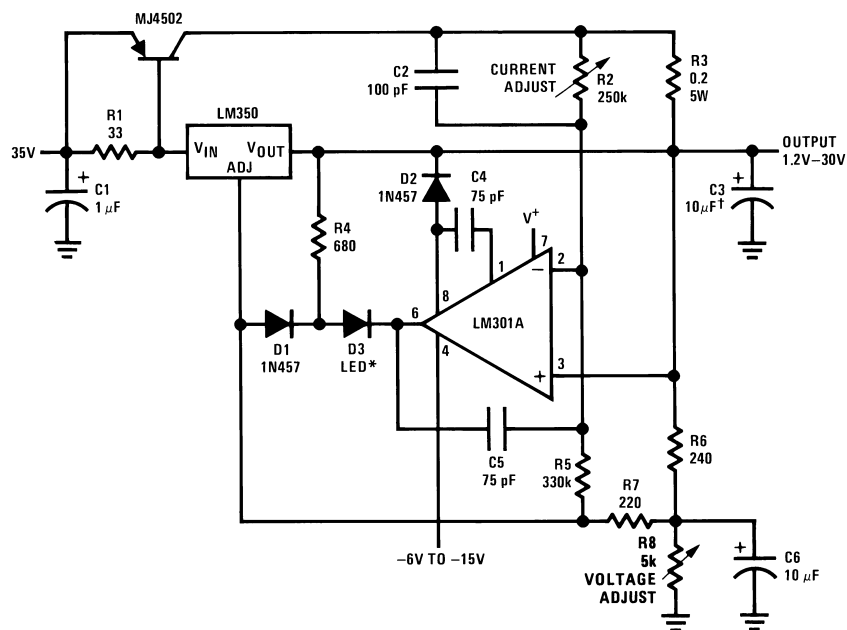 MJ4502
C2
100 pF
CURRENT
ADJUST
R2
250k
R3
0.2
5W
R1
33
LM350
35V
VIN
VOUT
ADJ
OUTPUT
1.2V–30V
C1
1 μF
+
D2
1N457
C4
75 pF
C3
10μF†
+
R4
680
V+
7
1
2
–
8
6
LM301A
4
3
+
D1
1N457
D3
LED*
C5
75 pF
R5
330k
R6
240
R7
220
–6V TO –15V
R8
5k
VOLTAGE
ADJUST
+
C6
10 μF